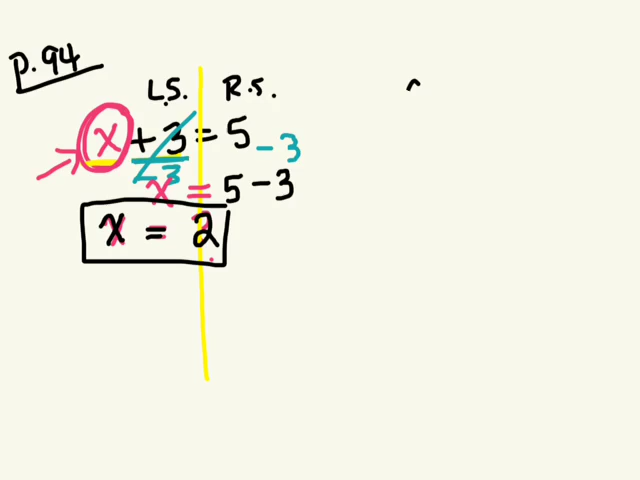 p.94
L.S. R.S.
x + 3 = 5
- 3 - 3
x = 5 - 3
x = 2